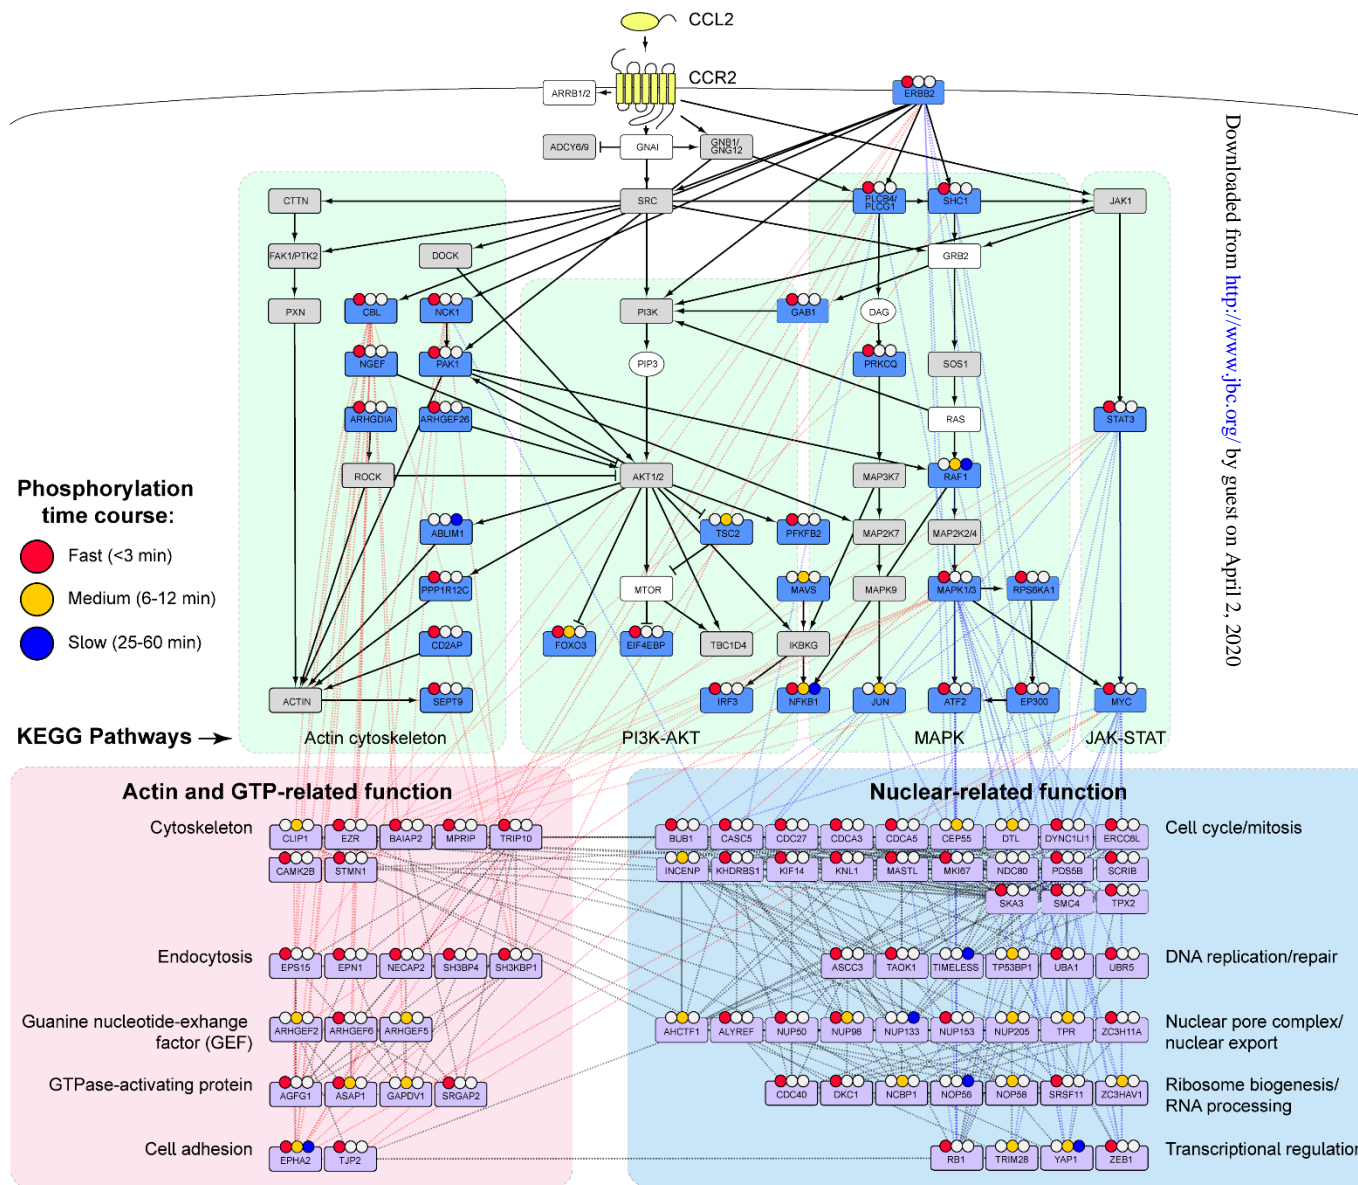 CCL2
CCR2
ARRB1/2
ERBB2
ADCY6/9
GNAI
GNB1/
GNG12
CTTN
SRC
PLCB4/
PLCG1
SHC1
JAK1
FAK1/PTK2
DOCK
GRB2
PXN
CBL
NCK1
PI3K
GAB1
DAG
NGEF
PAK1
PIP3
PRKCQ
SOS1
ARHGDIA
ARHGEF26
RAS
STAT3
ROCK
AKT1/2
MAP3K7
RAF1
ABLIM1
TSC2
PFKFB2
MAP2K7
MAP2K2/4
PPP1R12C
MTOR
MAVS
MAPK9
MAPK1/3
RPS6KA1
CD2AP
FOXO3
EIF4EBP
TBC1D4
IKBKG
ACTIN
SEPT9
IRF3
NFKB1
JUN
ATF2
EP300
MYC
Phosphorylation
time course:
Fast (<3 min)
Medium (6-12 min)
Slow (25-60 min)
KEGG Pathways
Actin cytoskeleton
PI3K-AKT
MAPK
JAK-STAT
Downloaded from http://www.jbc.org/ by guest on April 2, 2020
Actin and GTP-related function
Cytoskeleton
CLIP1 EZR BAIAP2 MPRIP TRIP10
CAMK2B STMN1
Endocytosis
EPS15 EPN1 NECAP2 SH3BP4 SH3KBP1
Guanine nucleotide-exhange
factor (GEF)
ARHGEF2 ARHGEF6 ARHGEF5
GTPase-activating protein
AGFG1 ASAP1 GAPDV1 SRGAP2
Cell adhesion
EPHA2 TJP2
Nuclear-related function
BUB1 CASC5 CDC27 CDCA3 CDCA5 CEP55 DTL DYNC1LI1 ERCC6L
Cell cycle/mitosis
INCENP KHDRBS1 KIF14 KNL1 MASTL MKI67 NDC80 PDS5B SCRIB
SKA3 SMC4 TPX2
ASCC3 TAOK1 TIMELESS TP53BP1 UBA1 UBR5
DNA replication/repair
AHCTF1 ALYREF NUP50 NUP98 NUP133 NUP153 NUP205 TPR ZC3H11A
Nuclear pore complex/
nuclear export
CDC40 DKC1 NCBP1 NOP56 NOP58 SRSF11 ZC3HAV1
Ribosome biogenesis/
RNA processing
RB1 TRIM28 YAP1 ZEB1
Transcriptional regulation